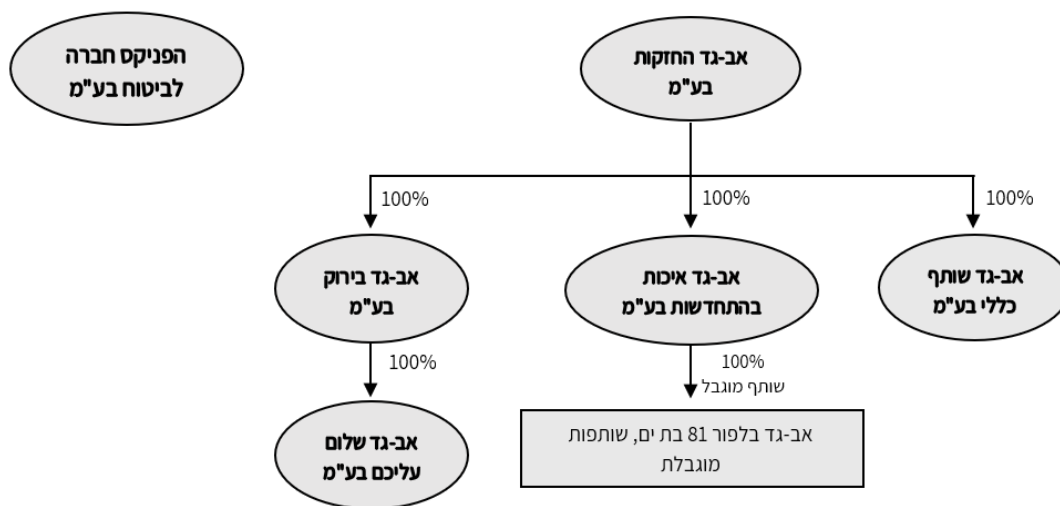 אב-גד החזקות
בע"מ
הפניקס חברה
לביטוח בע"מ
100%
100%
100%
אב-גד שותף
כללי בע"מ
אב-גד איכות
בהתחדשות בע"מ
אב-גד בירוק
בע"מ
100%
שותף מוגבל
100%
אב-גד בלפור 81 בת ים, שותפות
מוגבלת
אב-גד שלום
עליכם בע"מ